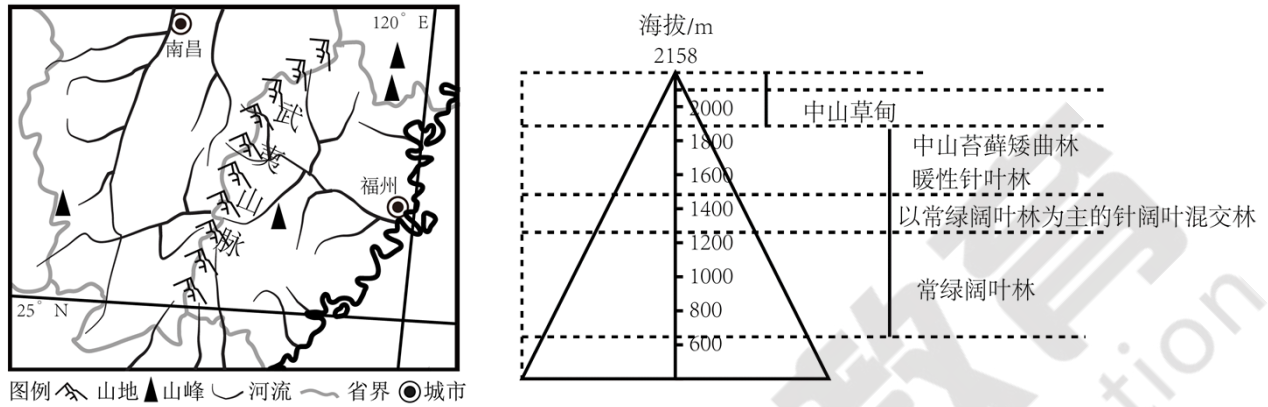 120° E
南昌
武
夷
山
脉
福州
25° N
图例 山地 山峰 河流 省界 城市
海拔/m
2158
2000
中山草甸
1800
中山苔藓矮曲林
1600
暖性针叶林
1400
以常绿阔叶林为主的针阔叶混交林
1200
1000
常绿阔叶林
800
600
教育
tion